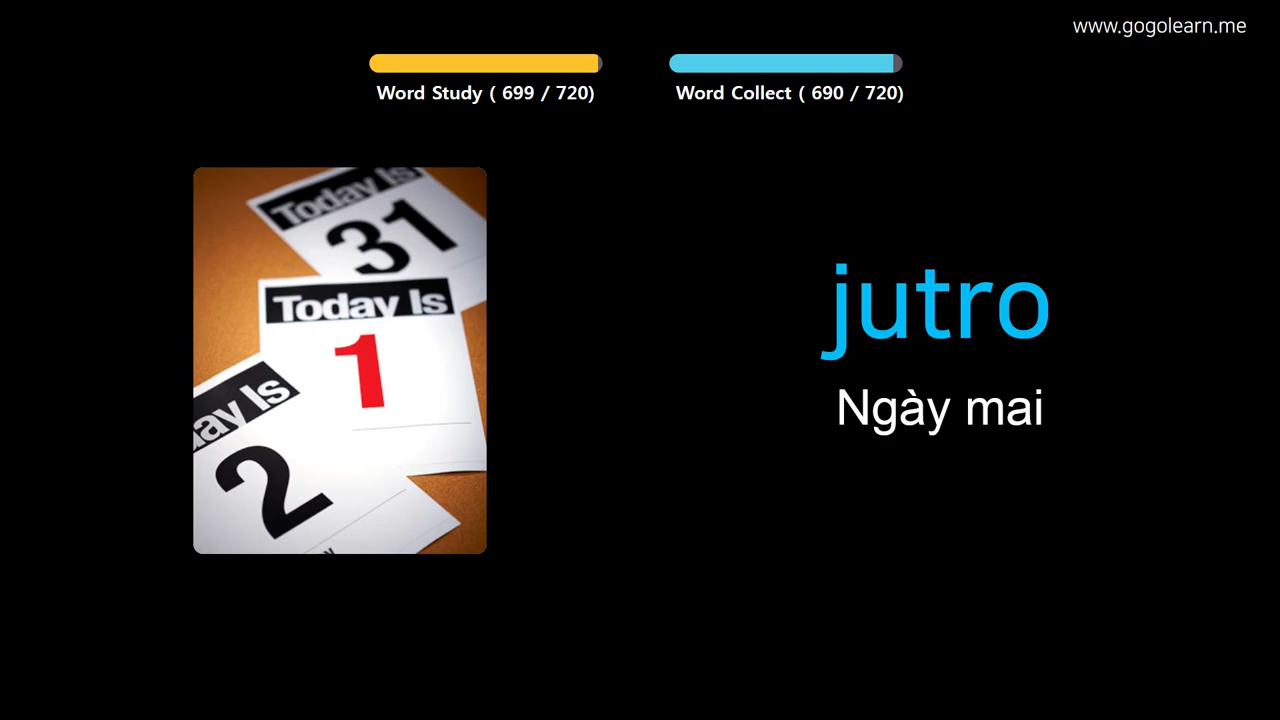 www.gogolearn.me
Word Study ( 699 / 720)
Word Collect ( 690 / 720)
Today Is
31
Today Is
1
day Is
2
jutro
Ngày mai